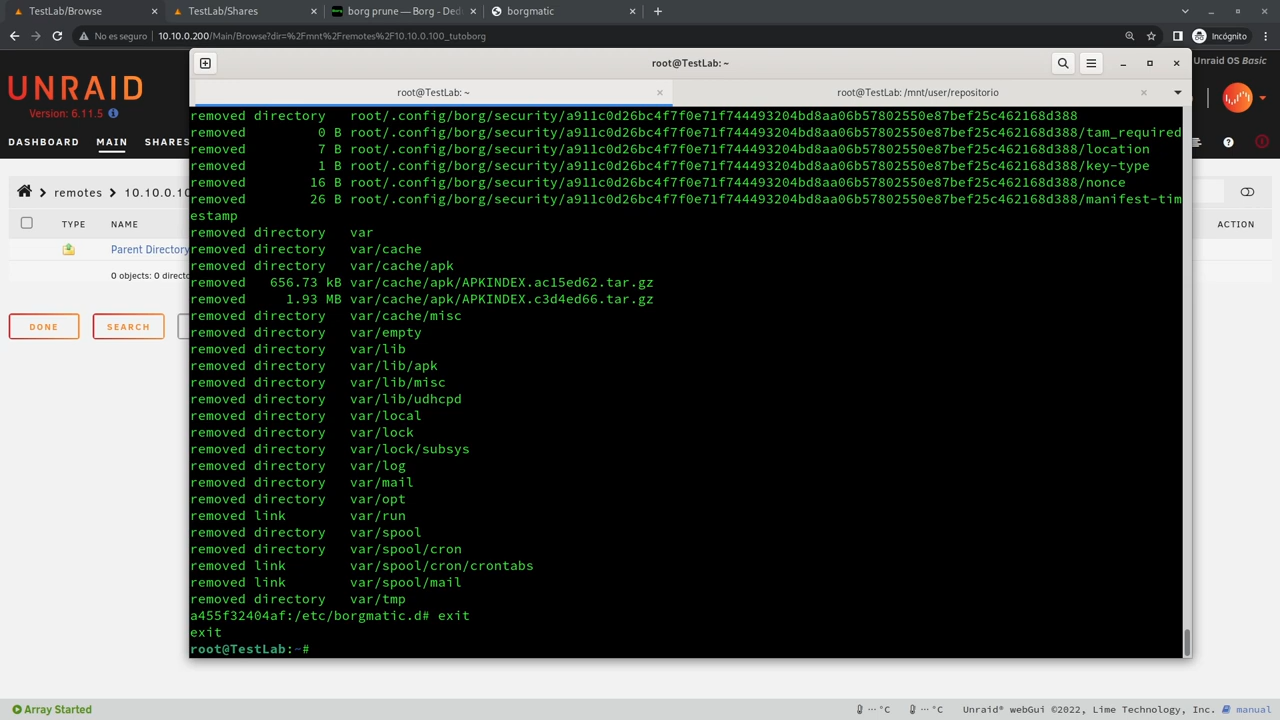 TestLab/Browse
TestLab/Shares
borg prune — Borg - Ded
borgmatic
No es seguro
10.10.0.200/Main/Browse?dir=%2Fmnt%2Fremotes%2F10.10.0.100_tutoborg
Incógnito
root@TestLab: ~
Unraid OS Basic
root@TestLab: ~
root@TestLab: /mnt/user/repositorio
UNRAID
Version: 6.11.5
DASHBOARD MAIN SHARES
remotes
10.10.0.10
TYPE NAME
ACTION
Parent Directory
0 objects: 0 directo
DONE
SEARCH
removed directory root/.config/borg/security/a911c0d26bc4f7f0e71f744493204bd8aa06b57802550e87bef25c462168d388
removed 0 B root/.config/borg/security/a911c0d26bc4f7f0e71f744493204bd8aa06b57802550e87bef25c462168d388/tam_required
removed 7 B root/.config/borg/security/a911c0d26bc4f7f0e71f744493204bd8aa06b57802550e87bef25c462168d388/location
removed 1 B root/.config/borg/security/a911c0d26bc4f7f0e71f744493204bd8aa06b57802550e87bef25c462168d388/key-type
removed 16 B root/.config/borg/security/a911c0d26bc4f7f0e71f744493204bd8aa06b57802550e87bef25c462168d388/nonce
removed 26 B root/.config/borg/security/a911c0d26bc4f7f0e71f744493204bd8aa06b57802550e87bef25c462168d388/manifest-tim
estamp
removed directory var
removed directory var/cache
removed directory var/cache/apk
removed 656.73 kB var/cache/apk/APKINDEX.ac15ed62.tar.gz
removed 1.93 MB var/cache/apk/APKINDEX.c3d4ed66.tar.gz
removed directory var/cache/misc
removed directory var/empty
removed directory var/lib
removed directory var/lib/apk
removed directory var/lib/misc
removed directory var/lib/udhcpd
removed directory var/local
removed directory var/lock
removed directory var/lock/subsys
removed directory var/log
removed directory var/mail
removed directory var/opt
removed link var/run
removed directory var/spool
removed directory var/spool/cron
removed link var/spool/cron/crontabs
removed link var/spool/mail
removed directory var/tmp
a455f32404af:/etc/borgmatic.d# exit
exit
root@TestLab:~#
Array Started
··· °C
··· °C
Unraid® webGui ©2022, Lime Technology, Inc.
manual